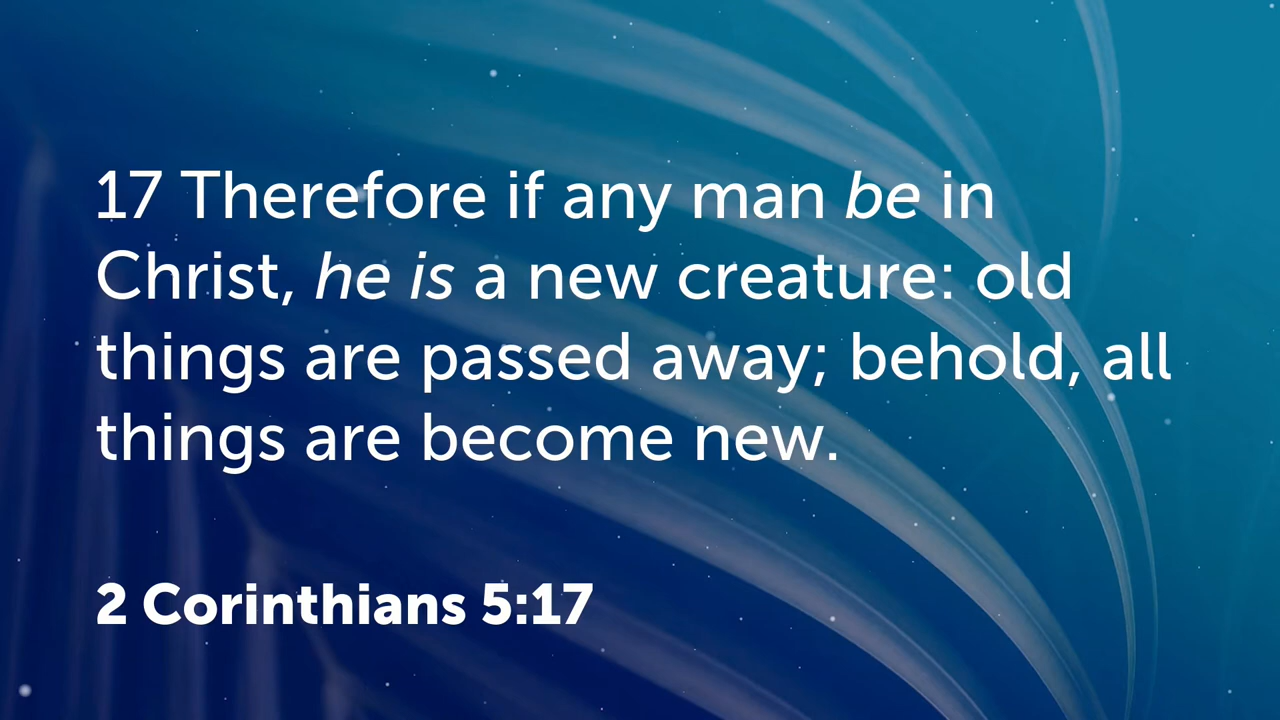 17 Therefore if any man be in
Christ, he is a new creature: old
things are passed away; behold, all
things are become new.
2 Corinthians 5:17